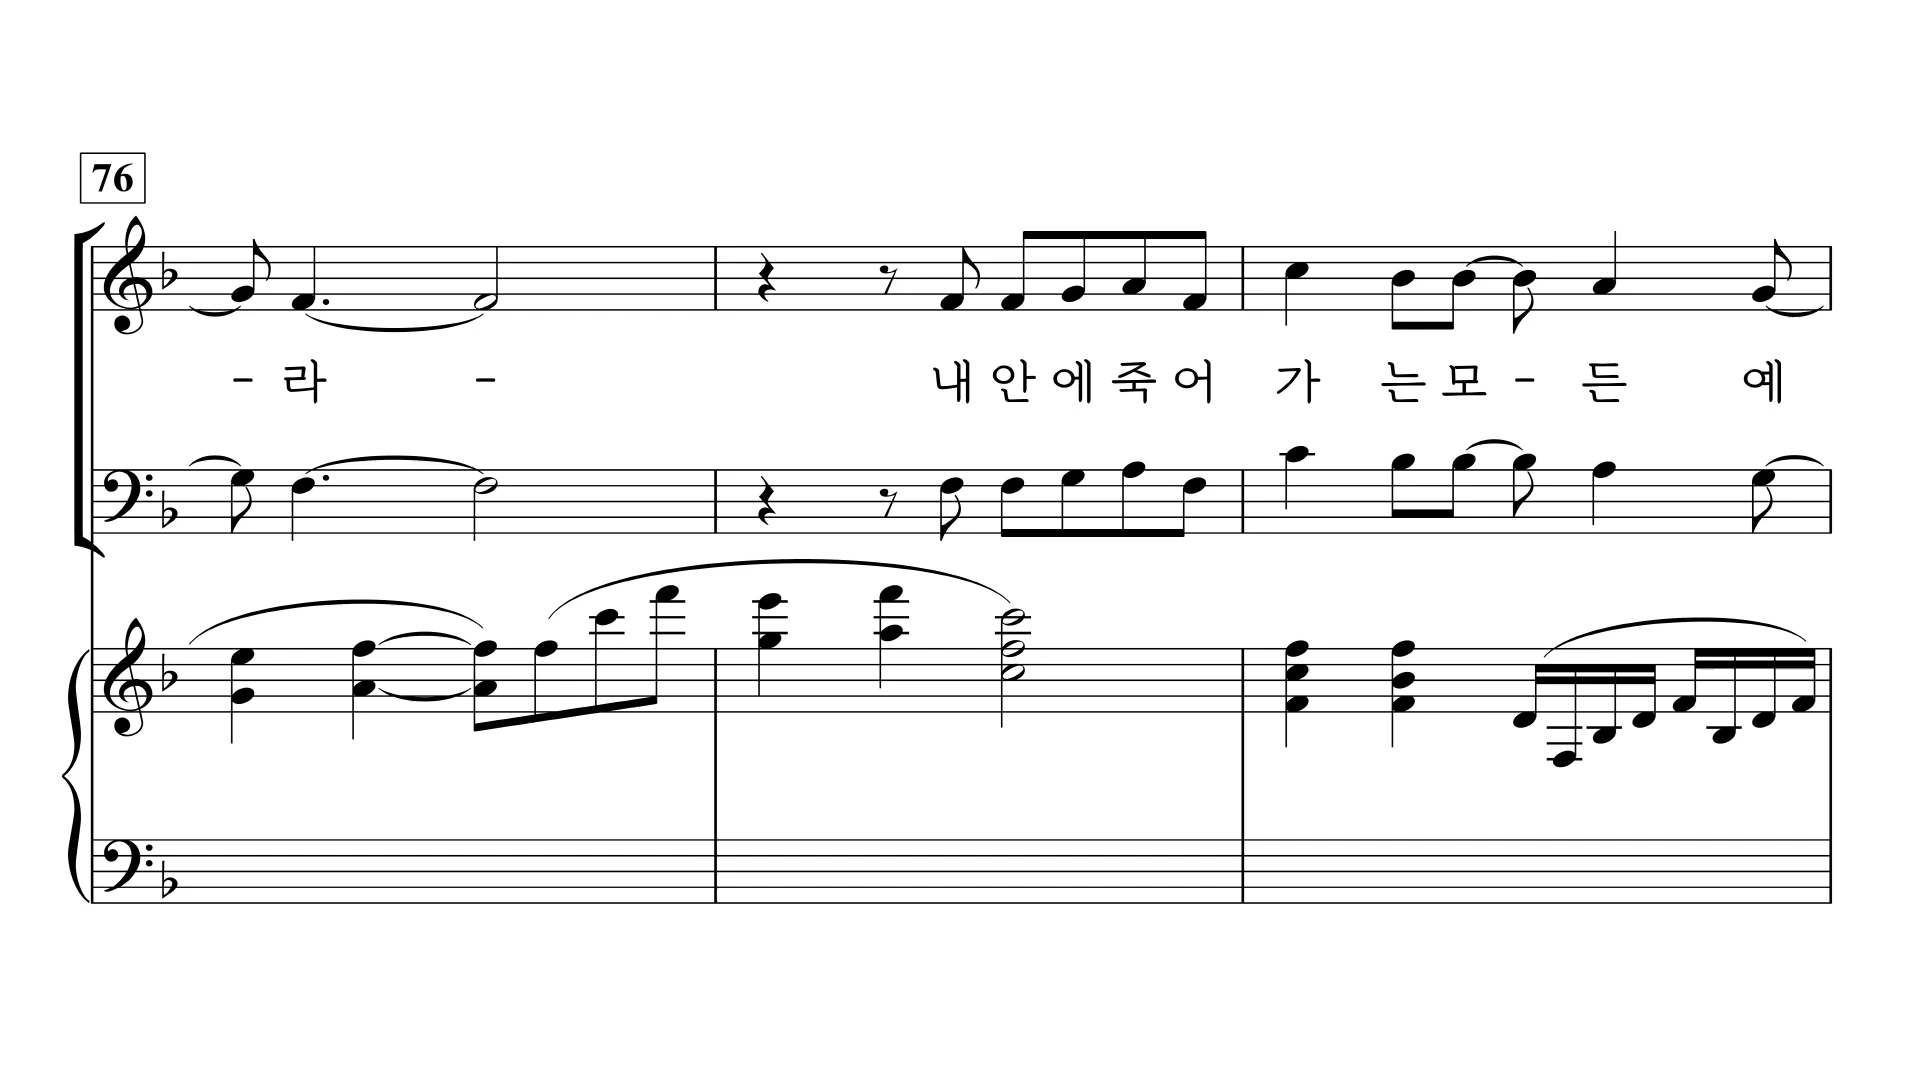 76
- 라 - 내 안 에 죽 어 가 는 모 - 든 예